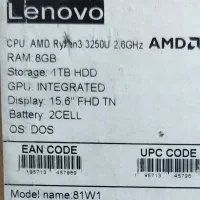 Lenovo
CPU AMD Ryzen3 3250U 2.6GHz AMD
RAM: 8GB
Storage: 1TB HDD
GPU: INTEGRATED
Display: 15.6" FHD TN
Battery: 2CELL
OS: DOS
EAN CODE UPC CODE
Model name:81W1